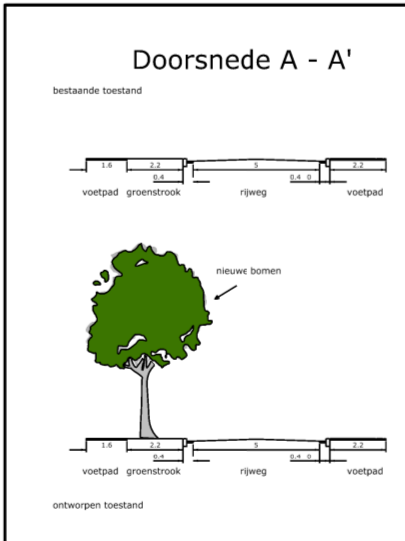 Doorsnede A - A'
bestaande toestand
1.6 2.2 5 2.2
0.4 0.4 0
voetpad groenstrook rijweg voetpad
nieuwe bomen
1.6 2.2 5 2.2
0.4 0.4 0
voetpad groenstrook rijweg voetpad
ontworpen toestand